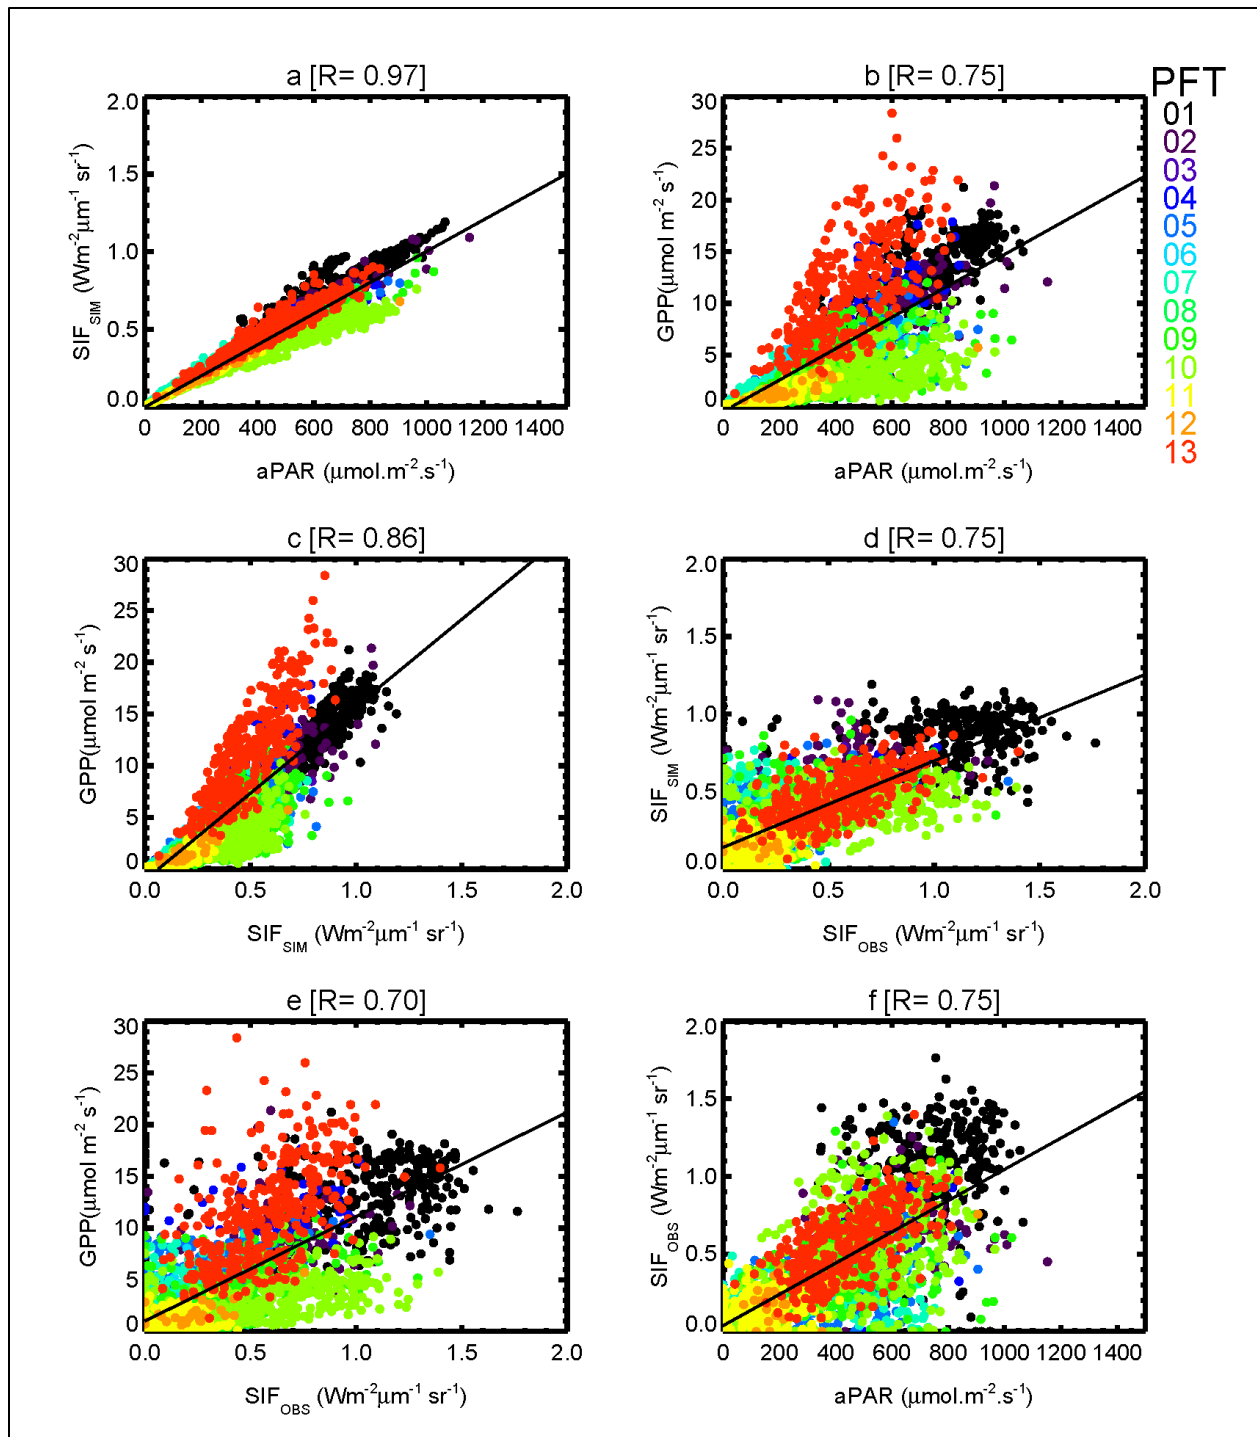 a [R= 0.97]
b [R= 0.75]
PFT
01
02
03
04
05
06
07
08
09
10
11
12
13
2.0
1.5
1.0
0.5
0.0
SIF_SIM (Wm⁻²μm⁻¹ sr⁻¹)
0 200 400 600 800 1000 1200 1400
aPAR (μmol.m⁻².s⁻¹)
30
25
20
15
10
5
0
GPP(μmol m⁻² s⁻¹)
0 200 400 600 800 1000 1200 1400
aPAR (μmol.m⁻².s⁻¹)
c [R= 0.86]
d [R= 0.75]
30
25
20
15
10
5
0
GPP(μmol m⁻² s⁻¹)
0.0 0.5 1.0 1.5 2.0
SIF_SIM (Wm⁻²μm⁻¹ sr⁻¹)
2.0
1.5
1.0
0.5
0.0
SIF_SIM (Wm⁻²μm⁻¹ sr⁻¹)
0.0 0.5 1.0 1.5 2.0
SIF_OBS (Wm⁻²μm⁻¹ sr⁻¹)
e [R= 0.70]
f [R= 0.75]
30
25
20
15
10
5
0
GPP(μmol m⁻² s⁻¹)
0.0 0.5 1.0 1.5 2.0
SIF_OBS (Wm⁻²μm⁻¹ sr⁻¹)
2.0
1.5
1.0
0.5
0.0
SIF_OBS (Wm⁻²μm⁻¹ sr⁻¹)
0 200 400 600 800 1000 1200 1400
aPAR (μmol.m⁻².s⁻¹)